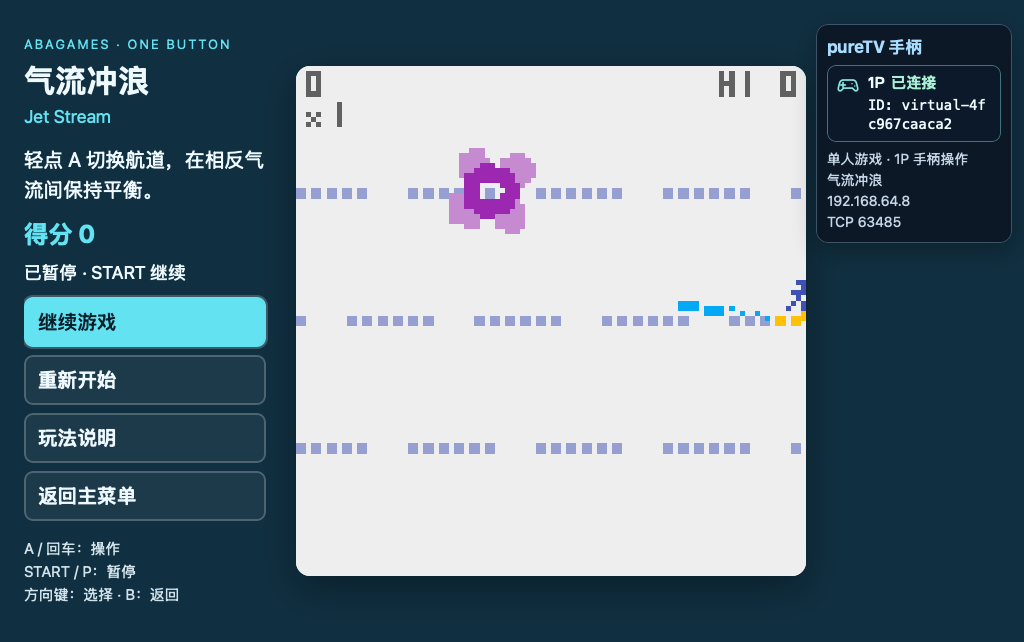 ABAGAMES · ONE BUTTON
气流冲浪
Jet Stream
轻点 A 切换航道，在相反气
流间保持平衡。
得分 0
已暂停 · START 继续
继续游戏
重新开始
玩法说明
返回主菜单
A / 回车：操作
START / P：暂停
方向键：选择 · B：返回
0
HI 0
x 1
pureTV 手柄
1P 已连接
ID: virtual-4f
c967caaca2
单人游戏 · 1P 手柄操作
气流冲浪
192.168.64.8
TCP 63485